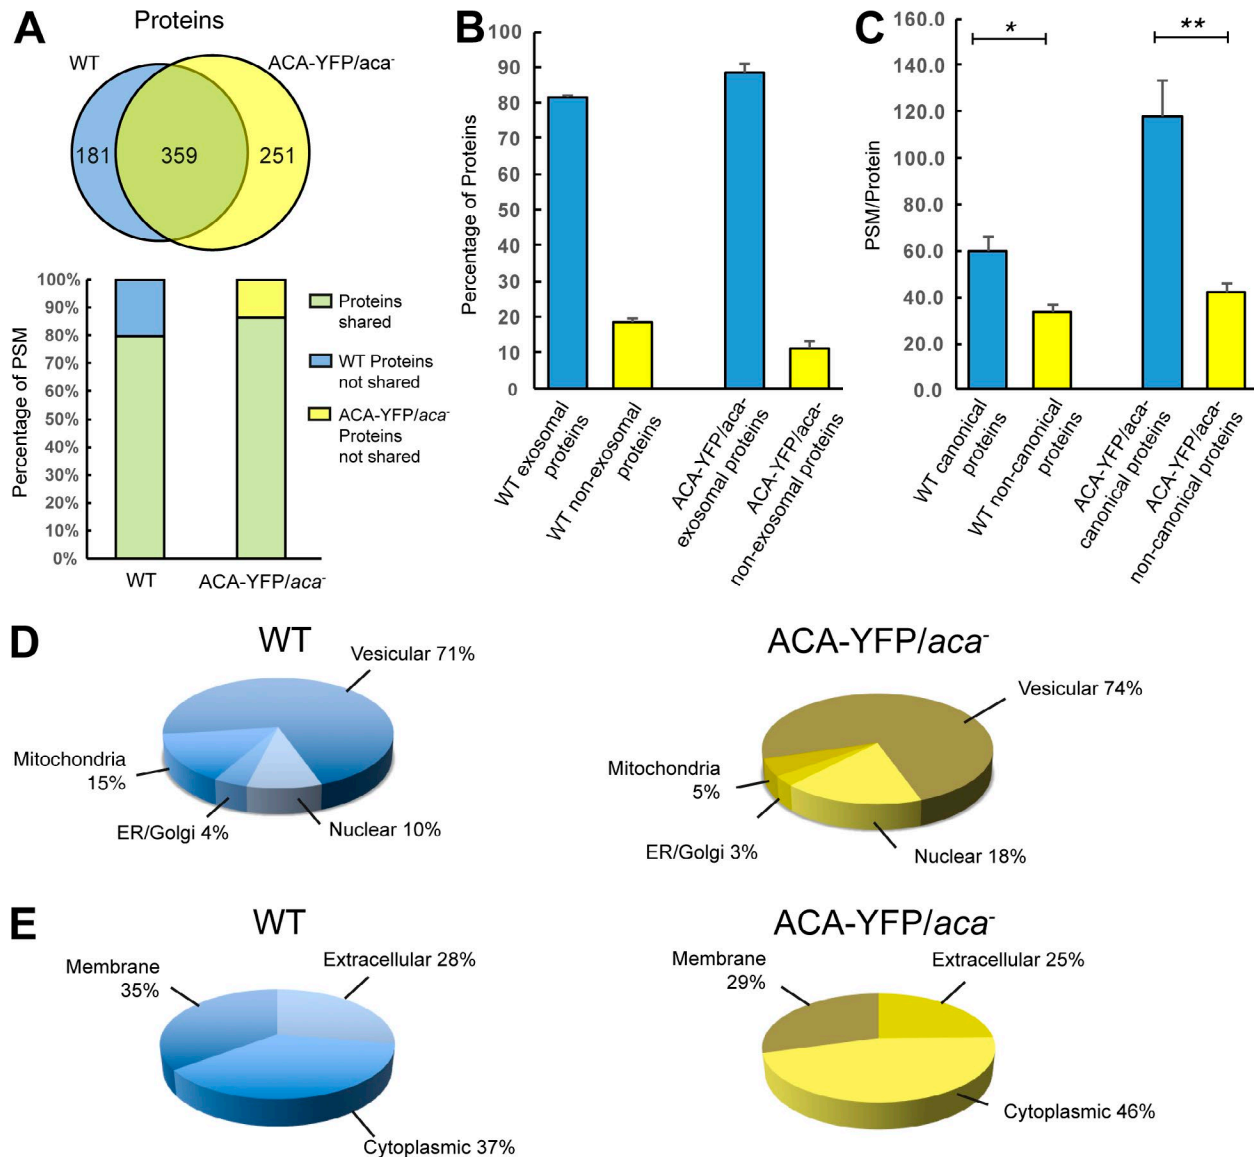 A
Proteins
WT
ACA-YFP/aca-
181
359
251
Percentage of PSM
100%
90%
80%
70%
60%
50%
40%
30%
20%
10%
0%
WT
ACA-YFP/aca-
Proteins
shared
WT Proteins
not shared
ACA-YFP/aca-
Proteins
not shared
B
Percentage of Proteins
100
90
80
70
60
50
40
30
20
10
0
WT exosomal
proteins
WT non-exosomal
proteins
ACA-YFP/aca-
exosomal proteins
ACA-YFP/aca-
non-exosomal proteins
C
PSM/Protein
160.0
140.0
120.0
100.0
80.0
60.0
40.0
20.0
0.0
*
**
WT canonical
proteins
WT non-canonical
proteins
ACA-YFP/aca-
canonical proteins
ACA-YFP/aca-
non-canonical proteins
D
WT
Vesicular 71%
Mitochondria
15%
ER/Golgi 4%
Nuclear 10%
ACA-YFP/aca-
Vesicular 74%
Mitochondria
5%
ER/Golgi 3%
Nuclear 18%
E
WT
Membrane
35%
Extracellular 28%
Cytoplasmic 37%
ACA-YFP/aca-
Membrane
29%
Extracellular 25%
Cytoplasmic 46%